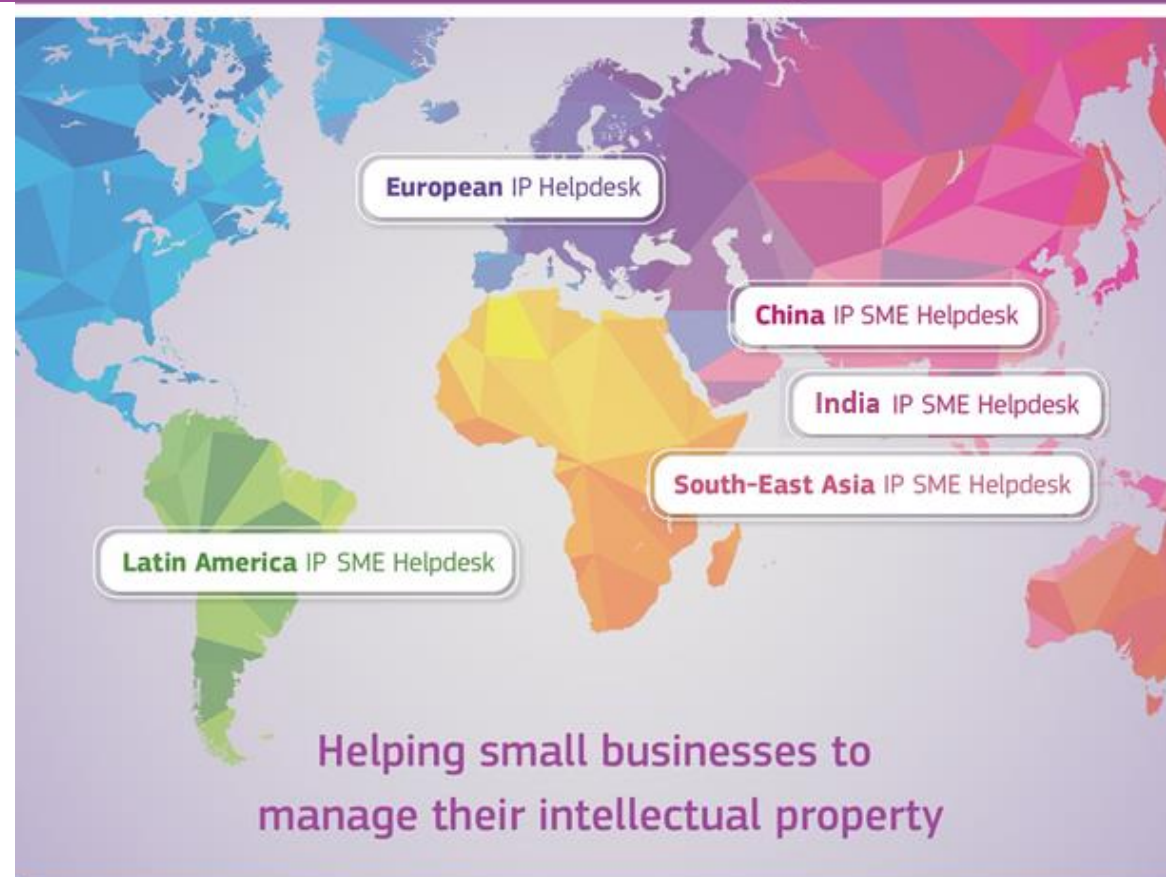 European IP Helpdesk
China IP SME Helpdesk
India IP SME Helpdesk
South-East Asia IP SME Helpdesk
Latin America IP SME Helpdesk
Helping small businesses to
manage their intellectual property